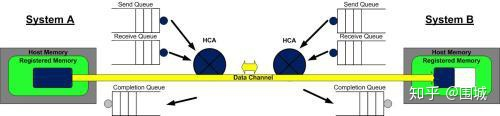 System A
Send Queue
Send Queue
System B
HCA
HCA
Receive Queue
Receive Queue
Host Memory
Registered Memory
Host Memory
Registered Memory
Data Channel
Completion Queue
Completion Queue
知乎 @围城